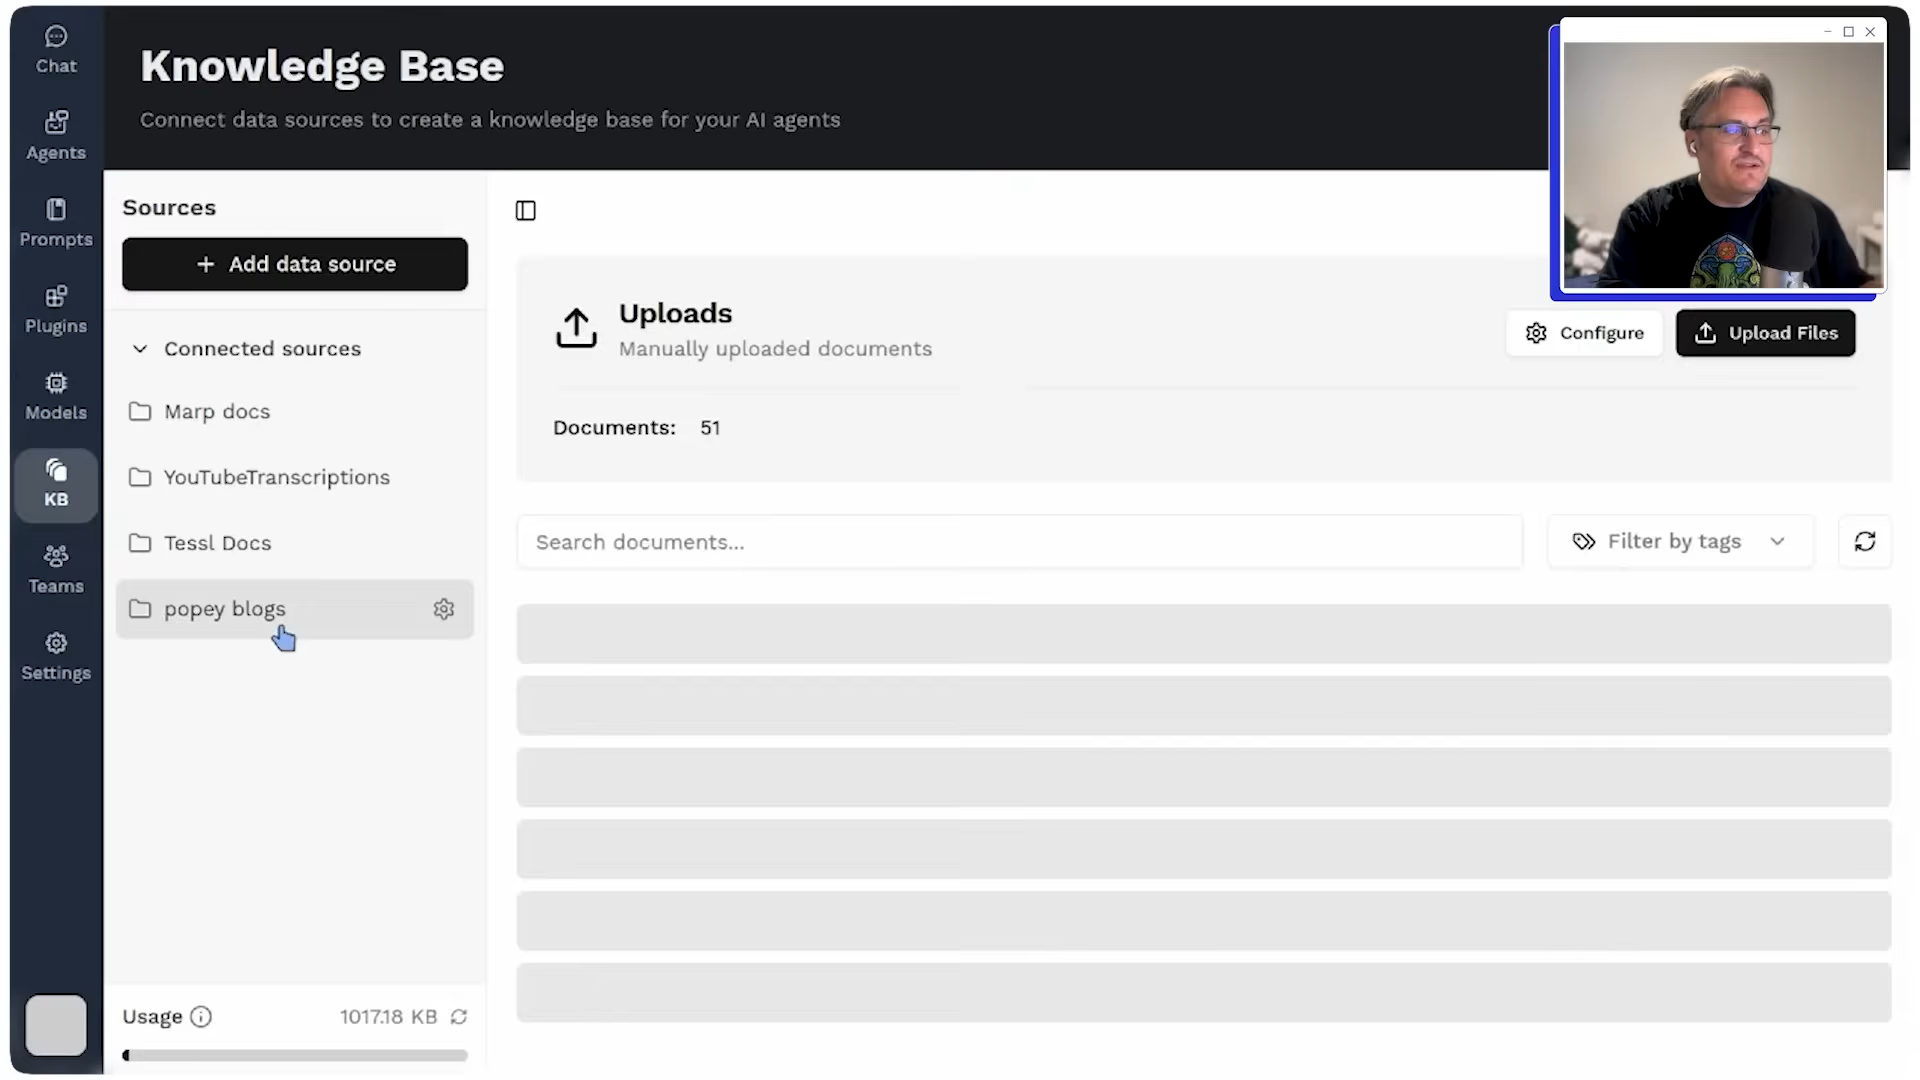 Chat
Agents
Prompts
Plugins
Models
KB
Teams
Settings
Knowledge Base
Connect data sources to create a knowledge base for your AI agents
Sources
+ Add data source
Connected sources
Marp docs
YouTubeTranscriptions
Tessl Docs
popey blogs
Usage
1017.18 KB
Uploads
Manually uploaded documents
Configure
Upload Files
Documents: 51
Search documents...
Filter by tags